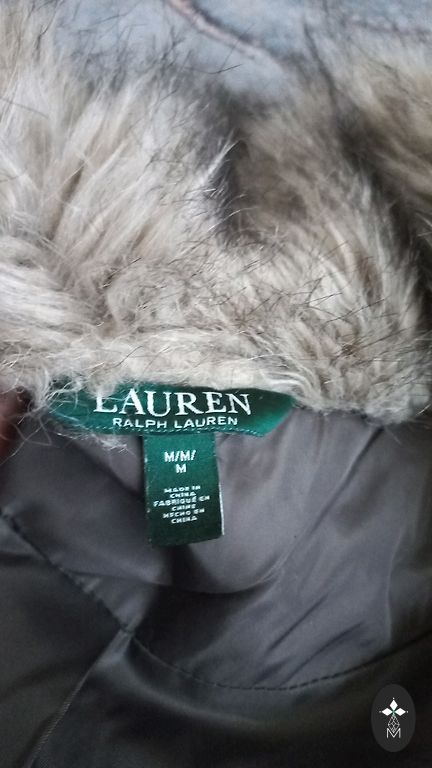 LAUREN
RALPH LAUREN
M/M/
M
MADE IN
CHINA
FABRIQUÉ EN
CHINE
HECHO EN
CHINA
M